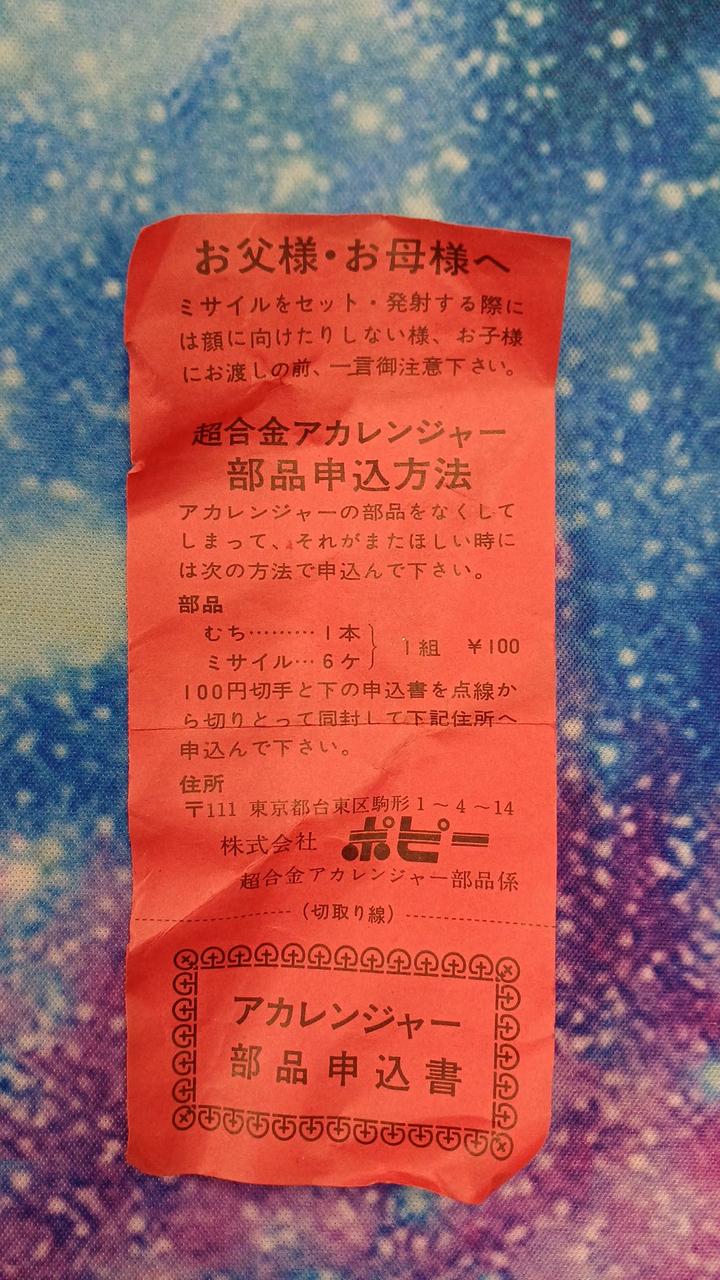 お父様・お母様へ
ミサイルをセット・発射する際に
は顔に向けたりしない様、お子様
にお渡しの前、一言御注意下さい。
超合金アカレンジャー
部品申込方法
アカレンジャーの部品をなくして
しまって、それがまたほしい時に
は次の方法で申込んで下さい。
部品
むち………1本
ミサイル…6ケ
1組 ¥100
100円切手と下の申込書を点線か
ら切りとって同封して下記住所へ
申込んで下さい。
住所
〒111 東京都台東区駒形1〜4〜14
株式会社 ポピー
超合金アカレンジャー部品係
(切取り線)
アカレンジャー
部品申込書